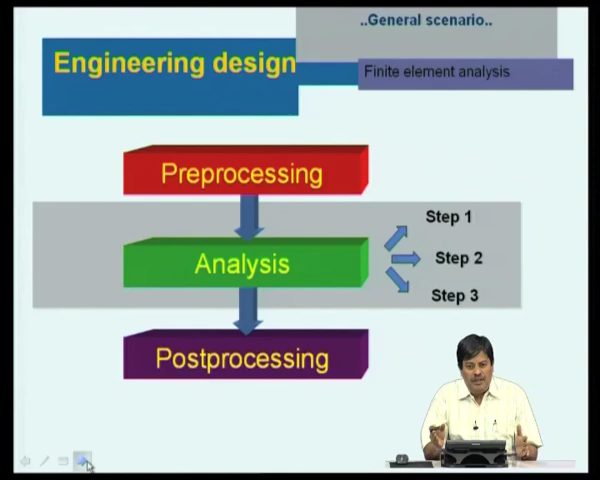 ..General scenario..
Engineering design
Finite element analysis
Preprocessing
Step 1
Analysis
Step 2
Step 3
Postprocessing